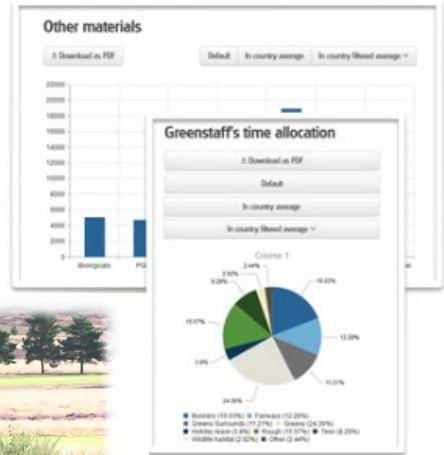 Other materials
± Download as PDF
Default In country average In country filtered average
22000
20000
18000
16000
14000
12000
10000
8000
6000
4000
2000
0
Biologicals
Greenstaff's time allocation
± Download as PDF
Default
In country average
In country filtered average
Course 1
2.44%
2.92%
8.29%
15.57%
3.9%
24.36%
11.21%
12.28%
Bunkers Fairways (12.28%)
Greens Surrounds (11.21%) Greens (24.36%)
Holiday leave (3.9%) Rough (15.57%) Tees (8.29%)
Wildlife habitat (2.92%) Other (2.44%)